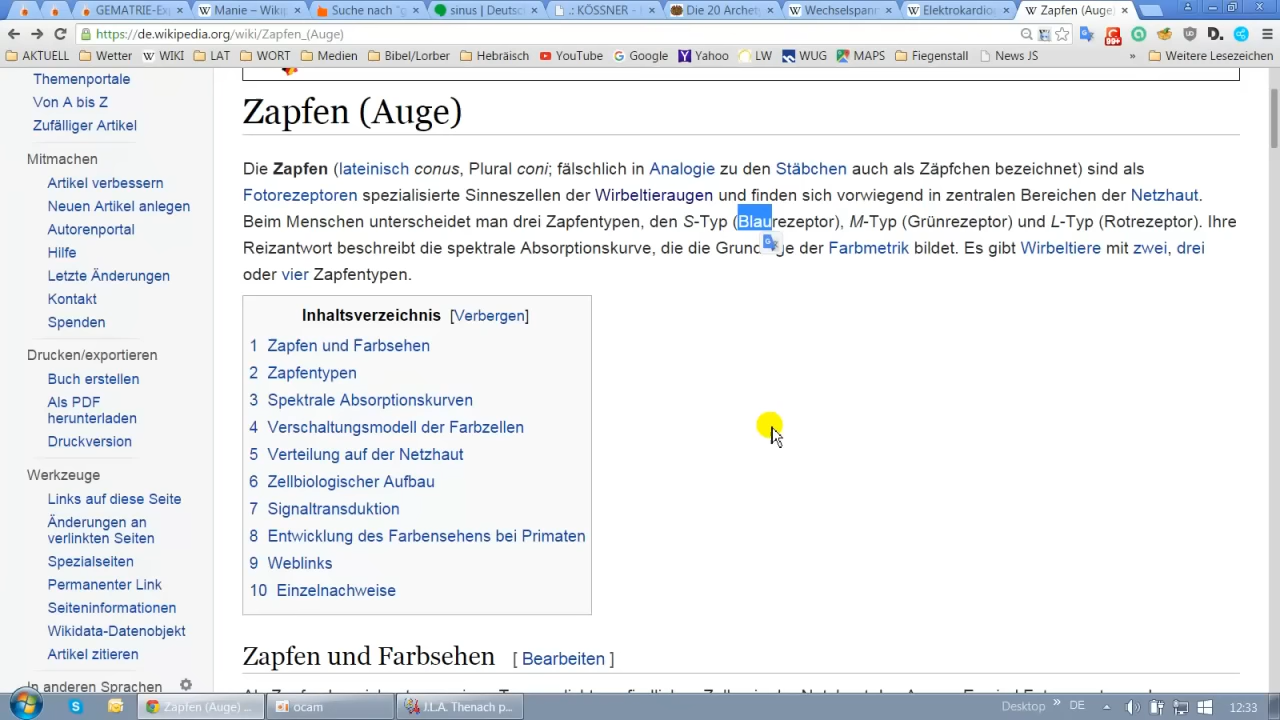 GEMATRIE-Ex
Manie – Wikip
Suche nach "g
sinus | Deutsc
.: KÖSSNER -
Die 20 Archety
Wechselspann
Elektrokardio
Zapfen (Auge)
https://de.wikipedia.org/wiki/Zapfen_(Auge)
99+
AKTUELL
Wetter
WIKI
LAT
WORT
Medien
Bibel/Lorber
Hebräisch
YouTube
Google
Yahoo
LW
WUG
MAPS
Fiegenstall
News JS
»
Weitere Lesezeichen
Themenportale
Von A bis Z
Zufälliger Artikel
Mitmachen
Artikel verbessern
Neuen Artikel anlegen
Autorenportal
Hilfe
Letzte Änderungen
Kontakt
Spenden
Drucken/exportieren
Buch erstellen
Als PDF
herunterladen
Druckversion
Werkzeuge
Links auf diese Seite
Änderungen an
verlinkten Seiten
Spezialseiten
Permanenter Link
Seiteninformationen
Wikidata-Datenobjekt
Artikel zitieren
In anderen Sprachen
Zapfen (Auge)
Die Zapfen (lateinisch conus, Plural coni; fälschlich in Analogie zu den Stäbchen auch als Zäpfchen bezeichnet) sind als
Fotorezeptoren spezialisierte Sinneszellen der Wirbeltieraugen und finden sich vorwiegend in zentralen Bereichen der Netzhaut.
Beim Menschen unterscheidet man drei Zapfentypen, den S-Typ (Blaurezeptor), M-Typ (Grünrezeptor) und L-Typ (Rotrezeptor). Ihre
Reizantwort beschreibt die spektrale Absorptionskurve, die die Grundlage der Farbmetrik bildet. Es gibt Wirbeltiere mit zwei, drei
oder vier Zapfentypen.
Inhaltsverzeichnis [Verbergen]
1 Zapfen und Farbsehen
2 Zapfentypen
3 Spektrale Absorptionskurven
4 Verschaltungsmodell der Farbzellen
5 Verteilung auf der Netzhaut
6 Zellbiologischer Aufbau
7 Signaltransduktion
8 Entwicklung des Farbensehens bei Primaten
9 Weblinks
10 Einzelnachweise
Zapfen und Farbsehen [ Bearbeiten ]
Zapfen (Auge) ...
ocam
J.L.A. Thenach p...
Desktop
»
DE
12:33